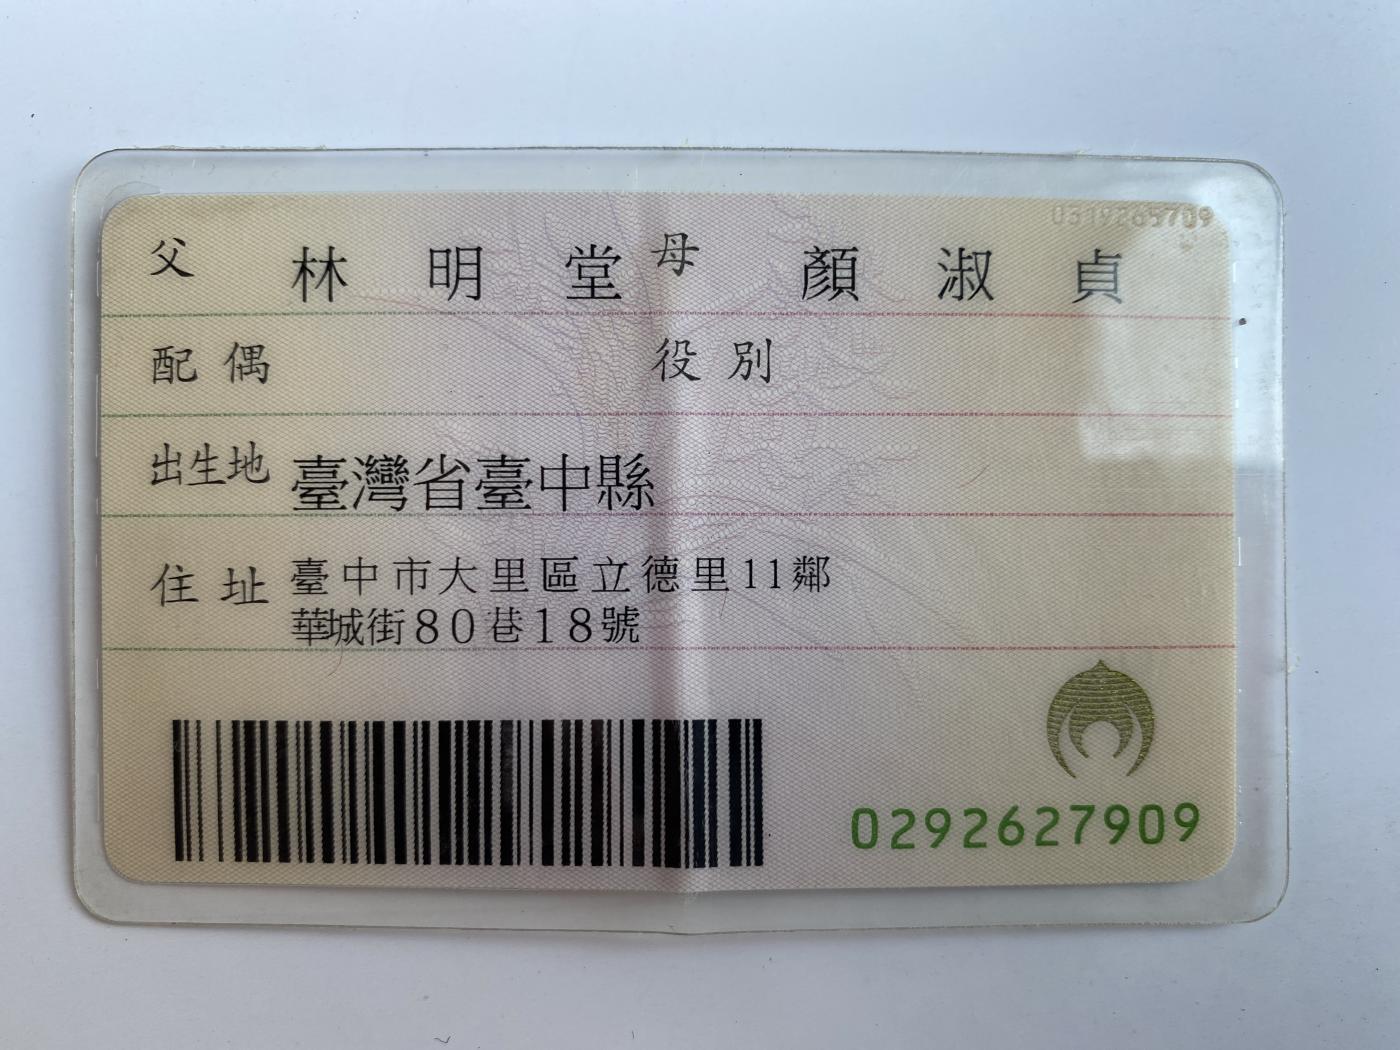 父 林明堂 母 顏淑貞
配偶 役別
出生地 臺灣省臺中縣
住址 臺中市大里區立德里11鄰
華城街80巷18號
0292627909